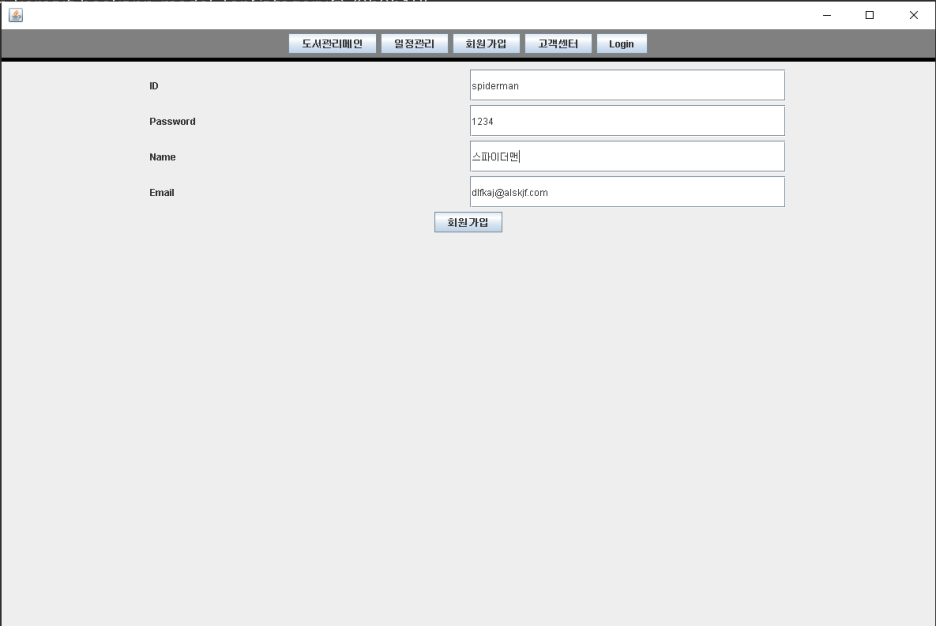 도서관리메인 일정관리 회원가입 고객센터 Login
ID spiderman
Password 1234
Name 스파이더맨
Email dlfkaj@alskjf.com
회원가입